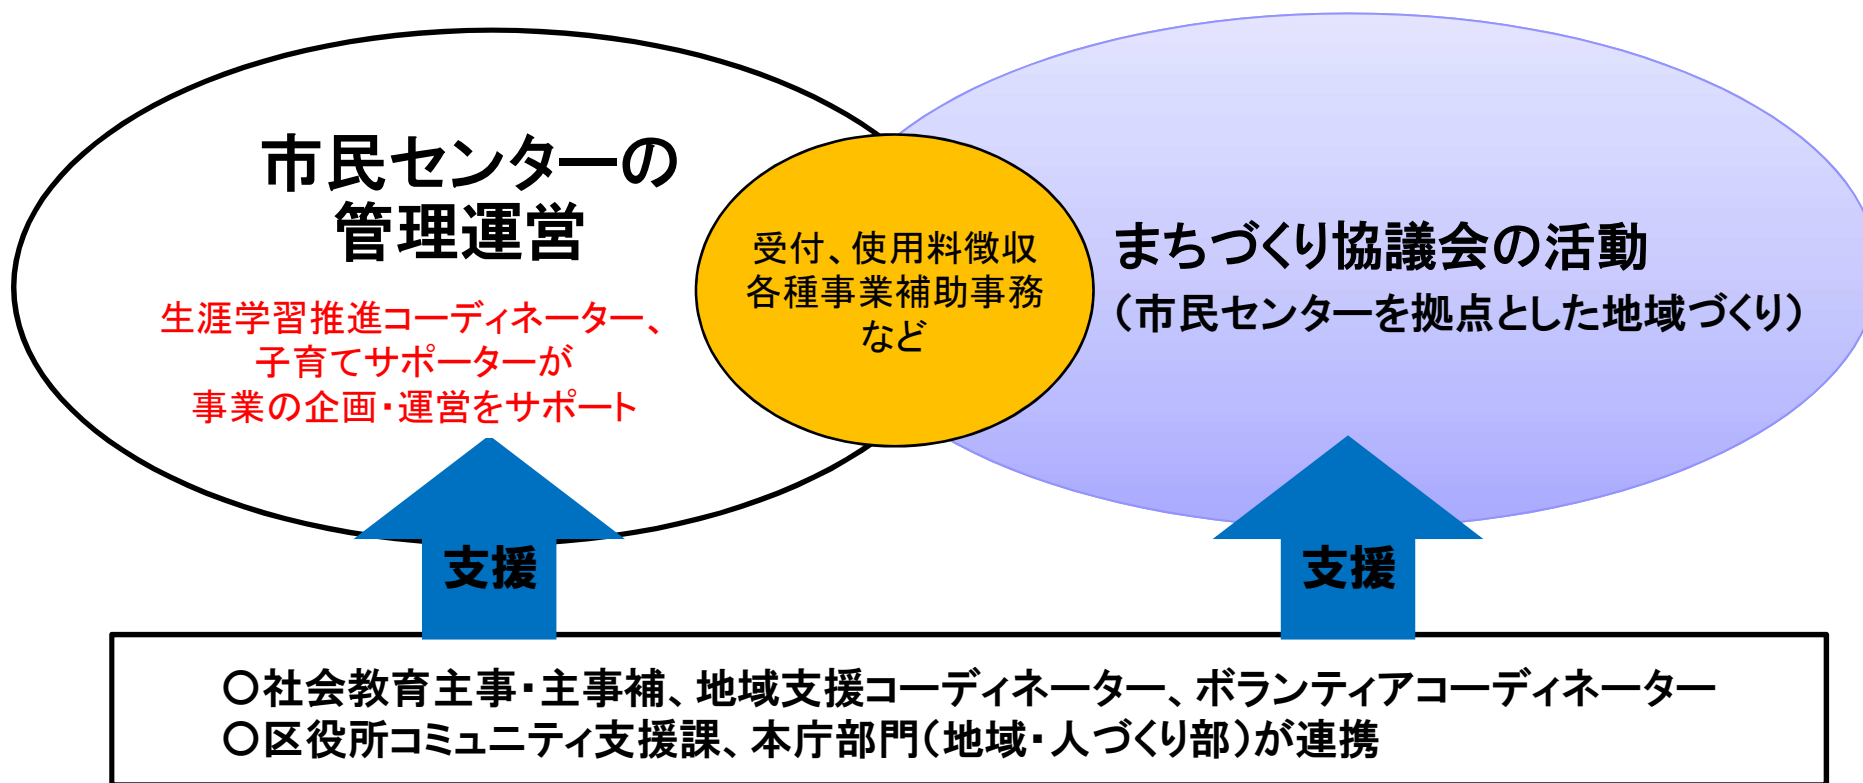 市民センターの
管理運営
生涯学習推進コーディネーター、
子育てサポーターが
事業の企画・運営をサポート
受付、使用料徴収
各種事業補助事務
など
まちづくり協議会の活動
（市民センターを拠点とした地域づくり）
支援
支援
○社会教育主事・主事補、地域支援コーディネーター、ボランティアコーディネーター
○区役所コミュニティ支援課、本庁部門（地域・人づくり部）が連携